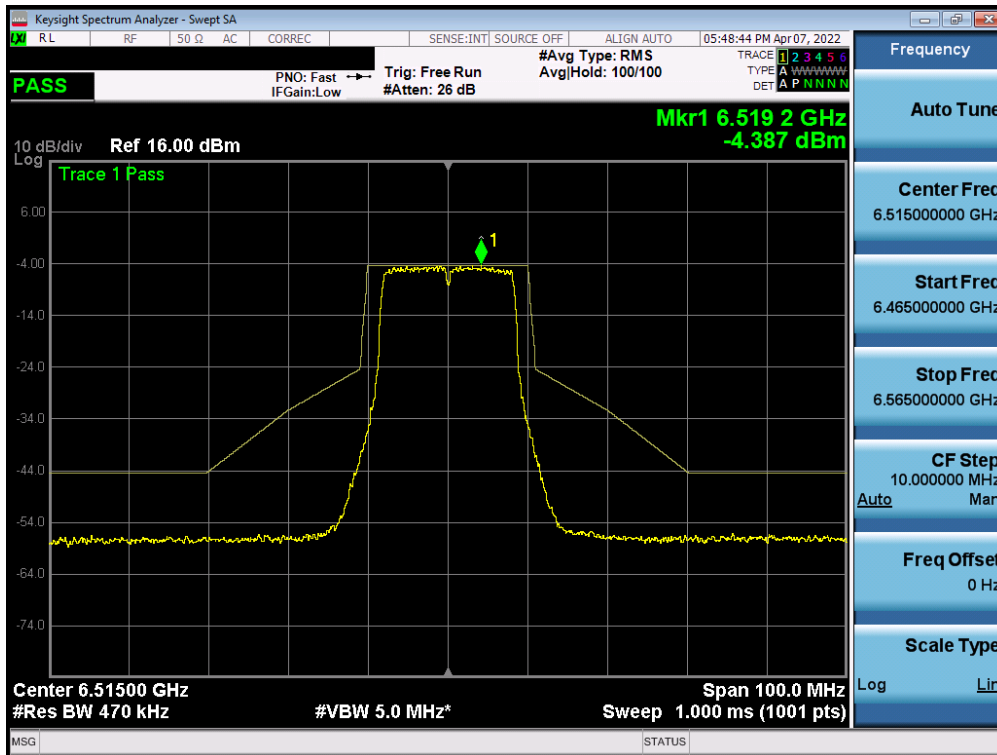 Keysight Spectrum Analyzer - Swept SA
LXI RL RF 50 Ω AC CORREC SENSE:INT SOURCE OFF ALIGN AUTO 05:48:44 PM Apr 07, 2022
PASS
PNO: Fast
IFGain:Low
Trig: Free Run
#Atten: 26 dB
#Avg Type: RMS
Avg|Hold: 100/100
TRACE 1 2 3 4 5 6
TYPE A WWWWW
DET A P N N N N
Mkr1 6.519 2 GHz
-4.387 dBm
10 dB/div Ref 16.00 dBm
Log
Trace 1 Pass
1
6.00
-4.00
-14.0
-24.0
-34.0
-44.0
-54.0
-64.0
-74.0
Center 6.51500 GHz Span 100.0 MHz
#Res BW 470 kHz #VBW 5.0 MHz* Sweep 1.000 ms (1001 pts)
MSG STATUS
Frequency
Auto Tune
Center Freq
6.515000000 GHz
Start Freq
6.465000000 GHz
Stop Freq
6.565000000 GHz
CF Step
10.000000 MHz
Auto Man
Freq Offset
0 Hz
Scale Type
Log Lin